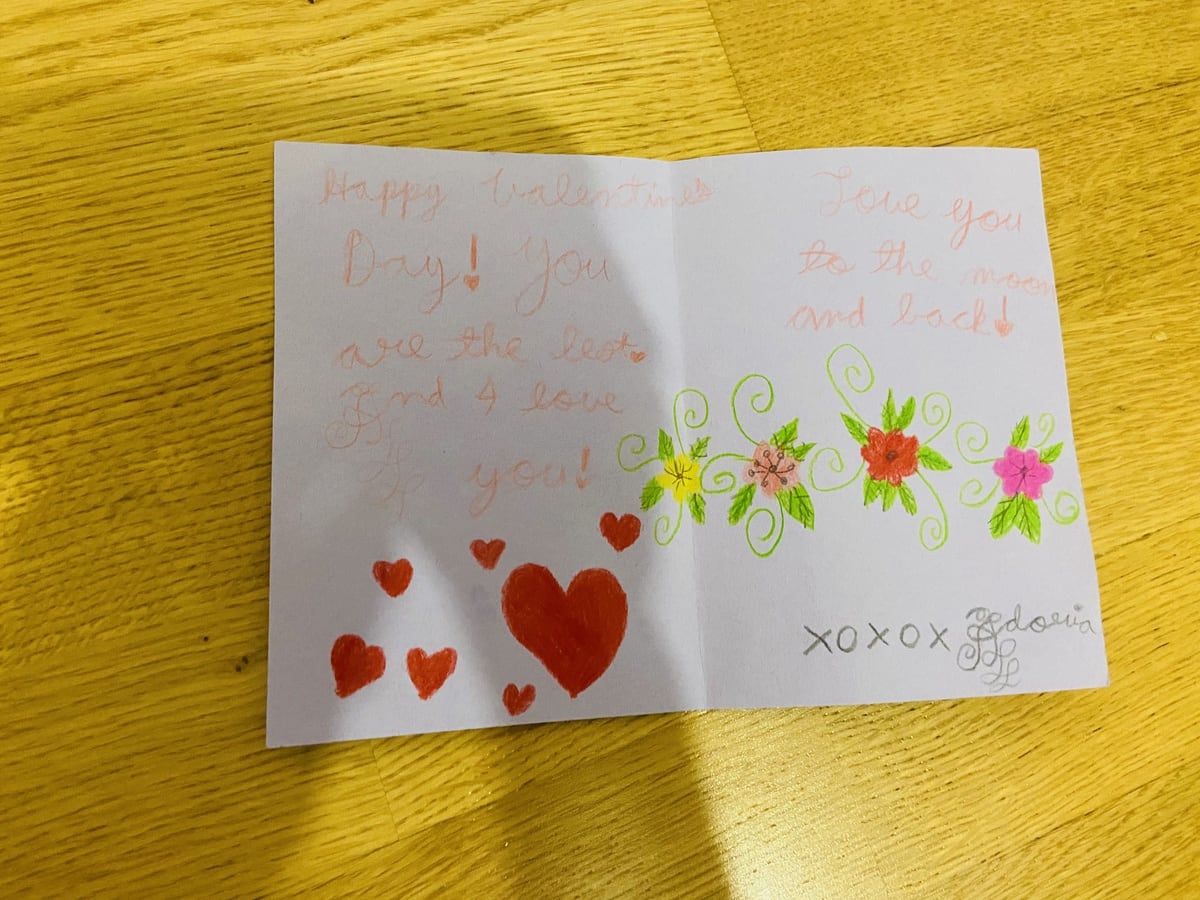 Happy Valentine's
Day! You
are the best.
And I love
you!
Love you
to the moon
and back!
XOXOX Adoria